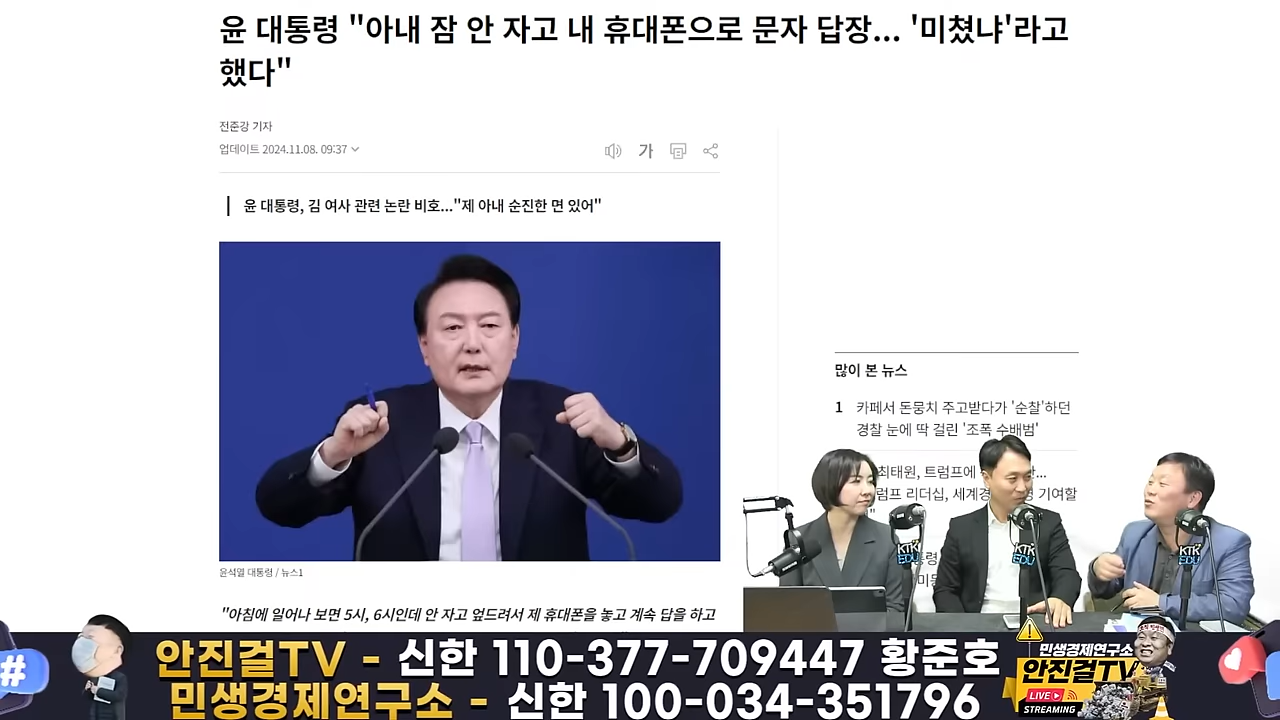 윤 대통령 "아내 잠 안 자고 내 휴대폰으로 문자 답장... '미쳤냐'라고
했다"
전준강 기자
업데이트 2024.11.08. 09:37
가
윤 대통령, 김 여사 관련 논란 비호..."제 아내 순진한 면 있어"
윤석열 대통령 / 뉴스1
"아침에 일어나 보면 5시, 6시인데 안 자고 엎드려서 제 휴대폰을 놓고 계속 답을 하고
많이 본 뉴스
1 카페서 돈뭉치 주고받다가 '순찰'하던
경찰 눈에 딱 걸린 '조폭 수배범'
최태원, 트럼프에
럼프 리더십, 세계경 기여할
KTK
EDU
KTK
EDU
KTK
EDU
#
안진걸TV - 신한 110-377-709447 황준호
민생경제연구소 - 신한 100-034-351796
민생경제연구소
안진걸TV
LIVE
STREAMING